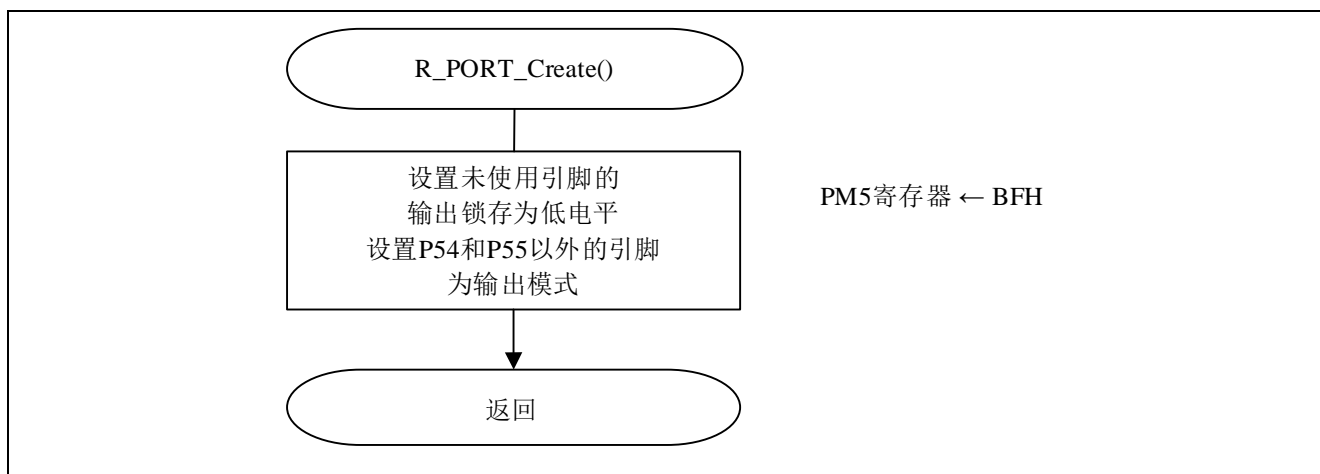 R_PORT_Create()
设置未使用引脚的
输出锁存为低电平
设置P54和P55以外的引脚
为输出模式
PM5寄存器 ← BFH
返回